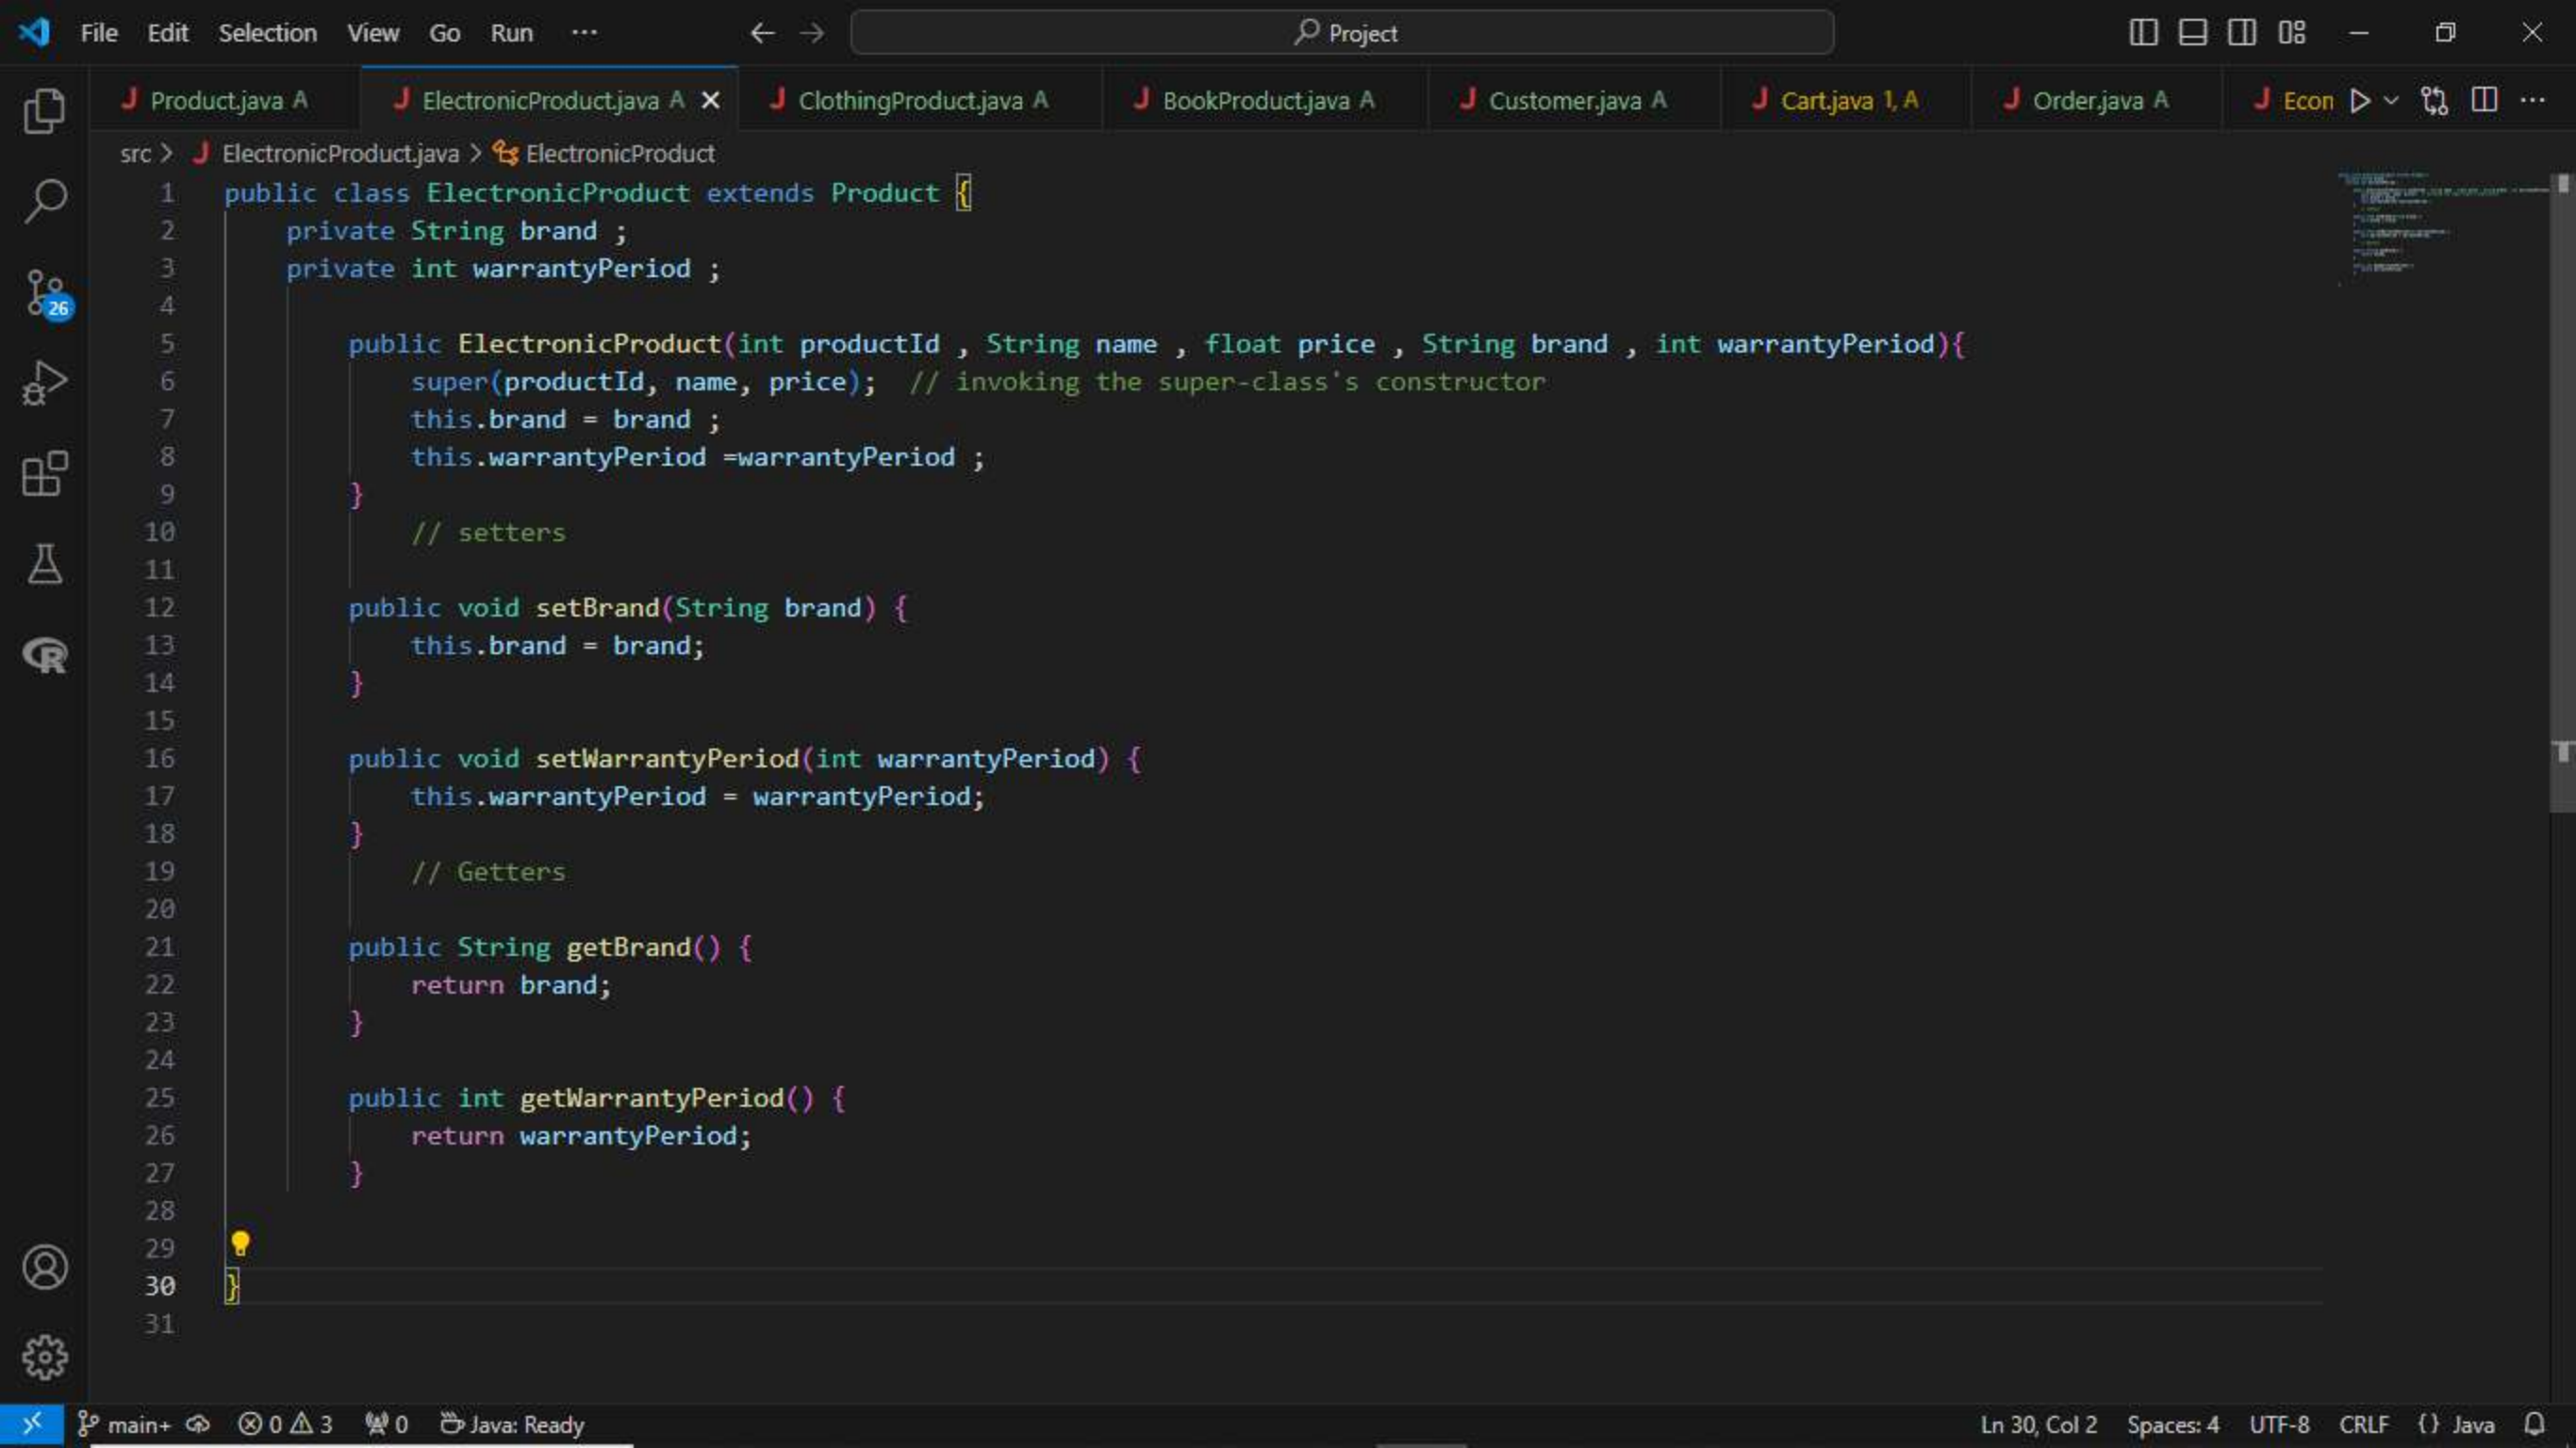 File Edit Selection View Go Run ··· Project
Product.java A ElectronicProduct.java A ClothingProduct.java A BookProduct.java A Customer.java A Cart.java 1, A Order.java A Econ
src > ElectronicProduct.java > ElectronicProduct
1 public class ElectronicProduct extends Product {
2 private String brand ;
3 private int warrantyPeriod ;
4
5 public ElectronicProduct(int productId , String name , float price , String brand , int warrantyPeriod){
6 super(productId, name, price); // invoking the super-class's constructor
7 this.brand = brand ;
8 this.warrantyPeriod =warrantyPeriod ;
9 }
10 // setters
11
12 public void setBrand(String brand) {
13 this.brand = brand;
14 }
15
16 public void setWarrantyPeriod(int warrantyPeriod) {
17 this.warrantyPeriod = warrantyPeriod;
18 }
19 // Getters
20
21 public String getBrand() {
22 return brand;
23 }
24
25 public int getWarrantyPeriod() {
26 return warrantyPeriod;
27 }
28
29
30 }
31
26
main+ 0 3 0 Java: Ready Ln 30, Col 2 Spaces: 4 UTF-8 CRLF {} Java